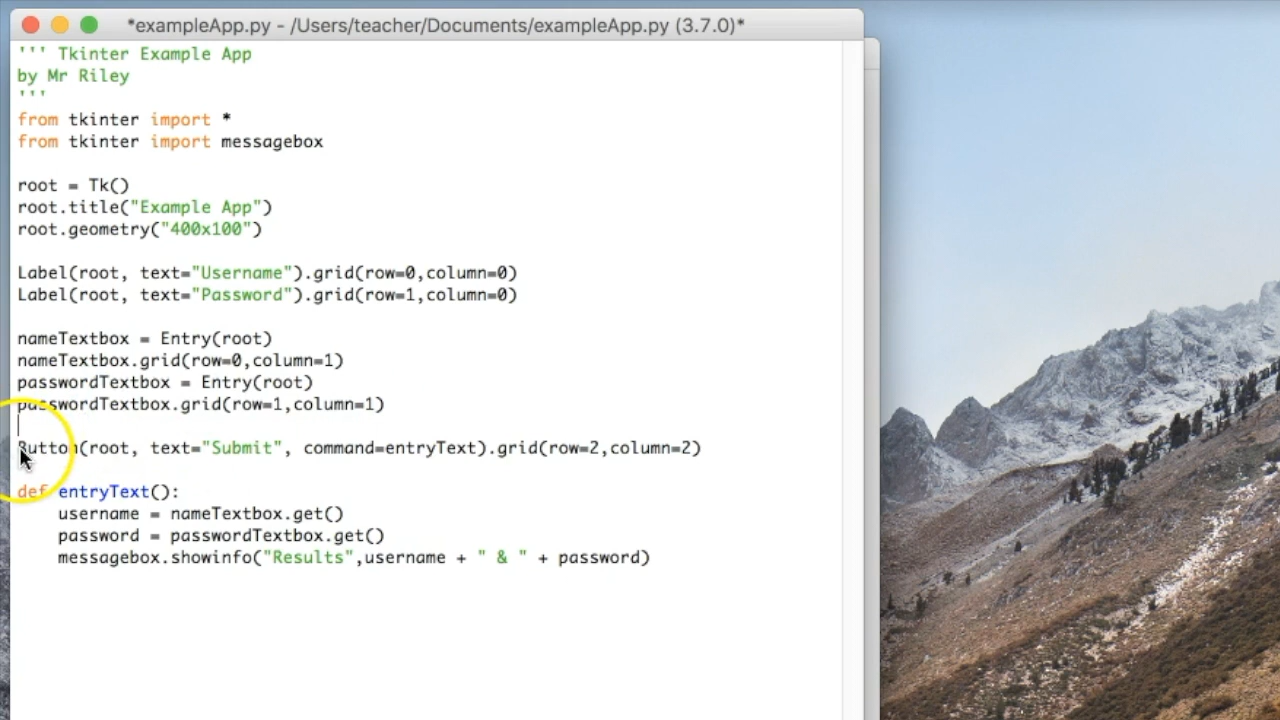 *exampleApp.py - /Users/teacher/Documents/exampleApp.py (3.7.0)*
''' Tkinter Example App
by Mr Riley
'''
from tkinter import *
from tkinter import messagebox
root = Tk()
root.title("Example App")
root.geometry("400x100")
Label(root, text="Username").grid(row=0,column=0)
Label(root, text="Password").grid(row=1,column=0)
nameTextbox = Entry(root)
nameTextbox.grid(row=0,column=1)
passwordTextbox = Entry(root)
passwordTextbox.grid(row=1,column=1)
Button(root, text="Submit", command=entryText).grid(row=2,column=2)
def entryText():
    username = nameTextbox.get()
    password = passwordTextbox.get()
    messagebox.showinfo("Results",username + " & " + password)